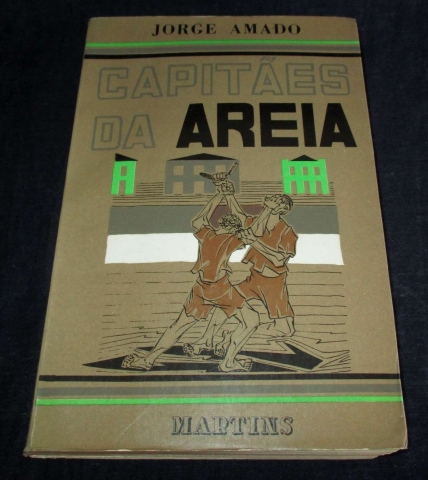 JORGE AMADO
CAPITÃES
DA AREIA
MARTINS